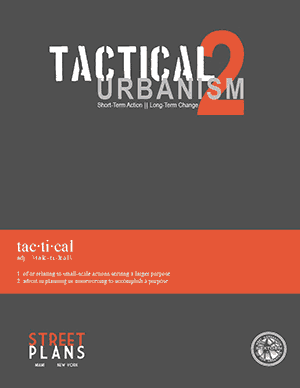 TACTICAL 2
URBANISM
Short-Term Action || Long-Term Change
tac·ti·cal
adj
1 of or relating to small-scale actions serving a larger purpose
2 adroit in planning or maneuvering to accomplish a purpose
STREET
PLANS
MIAMI NEW YORK